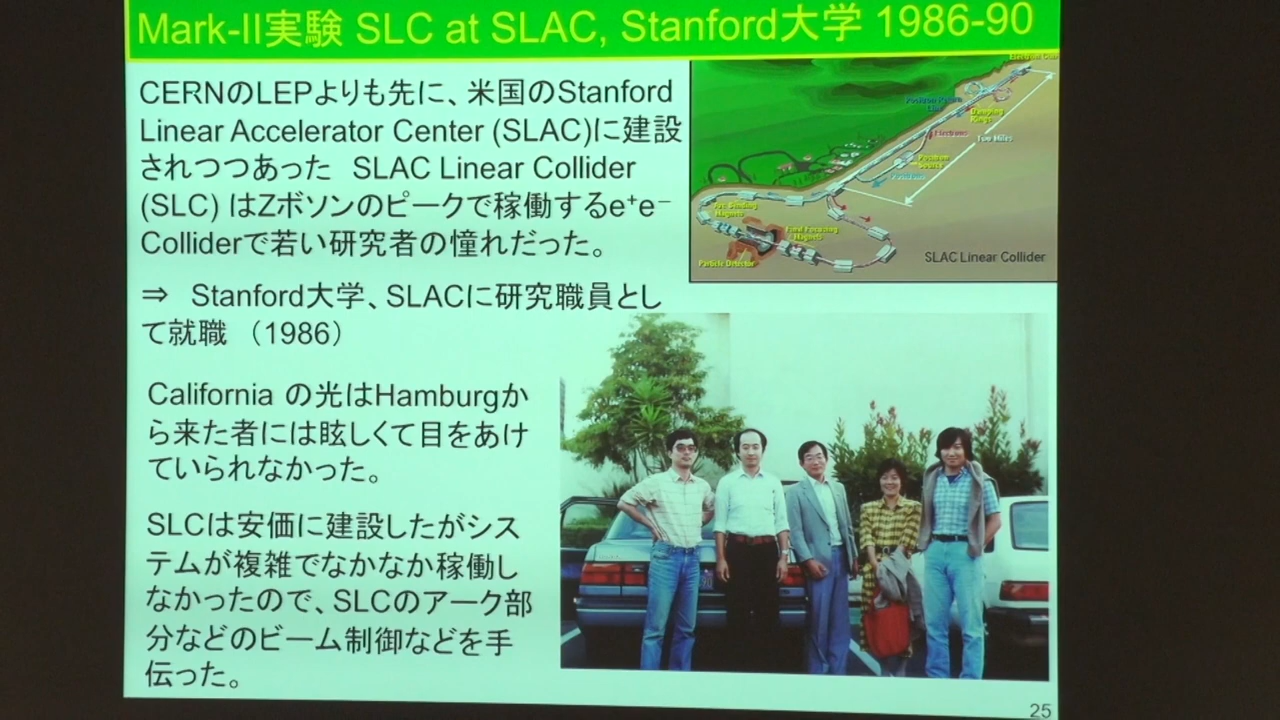 Mark-II実験 SLC at SLAC, Stanford大学 1986-90
CERNのLEPよりも先に、米国のStanford
Linear Accelerator Center (SLAC)に建設
されつつあった SLAC Linear Collider
(SLC) はZボソンのピークで稼働するe⁺e⁻
Colliderで若い研究者の憧れだった。
⇒ Stanford大学、SLACに研究職員とし
て就職 （1986）
California の光はHamburgか
ら来た者には眩しくて目をあけ
ていられなかった。
SLCは安価に建設したがシス
テムが複雑でなかなか稼働し
なかったので、SLCのアーク部
分などのビーム制御などを手
伝った。
Damping
Rings
Electrons
Two Miles
Positron
Source
Positrons
Magnets
Final Focusing
Magnets
Particle Detector
SLAC Linear Collider
25